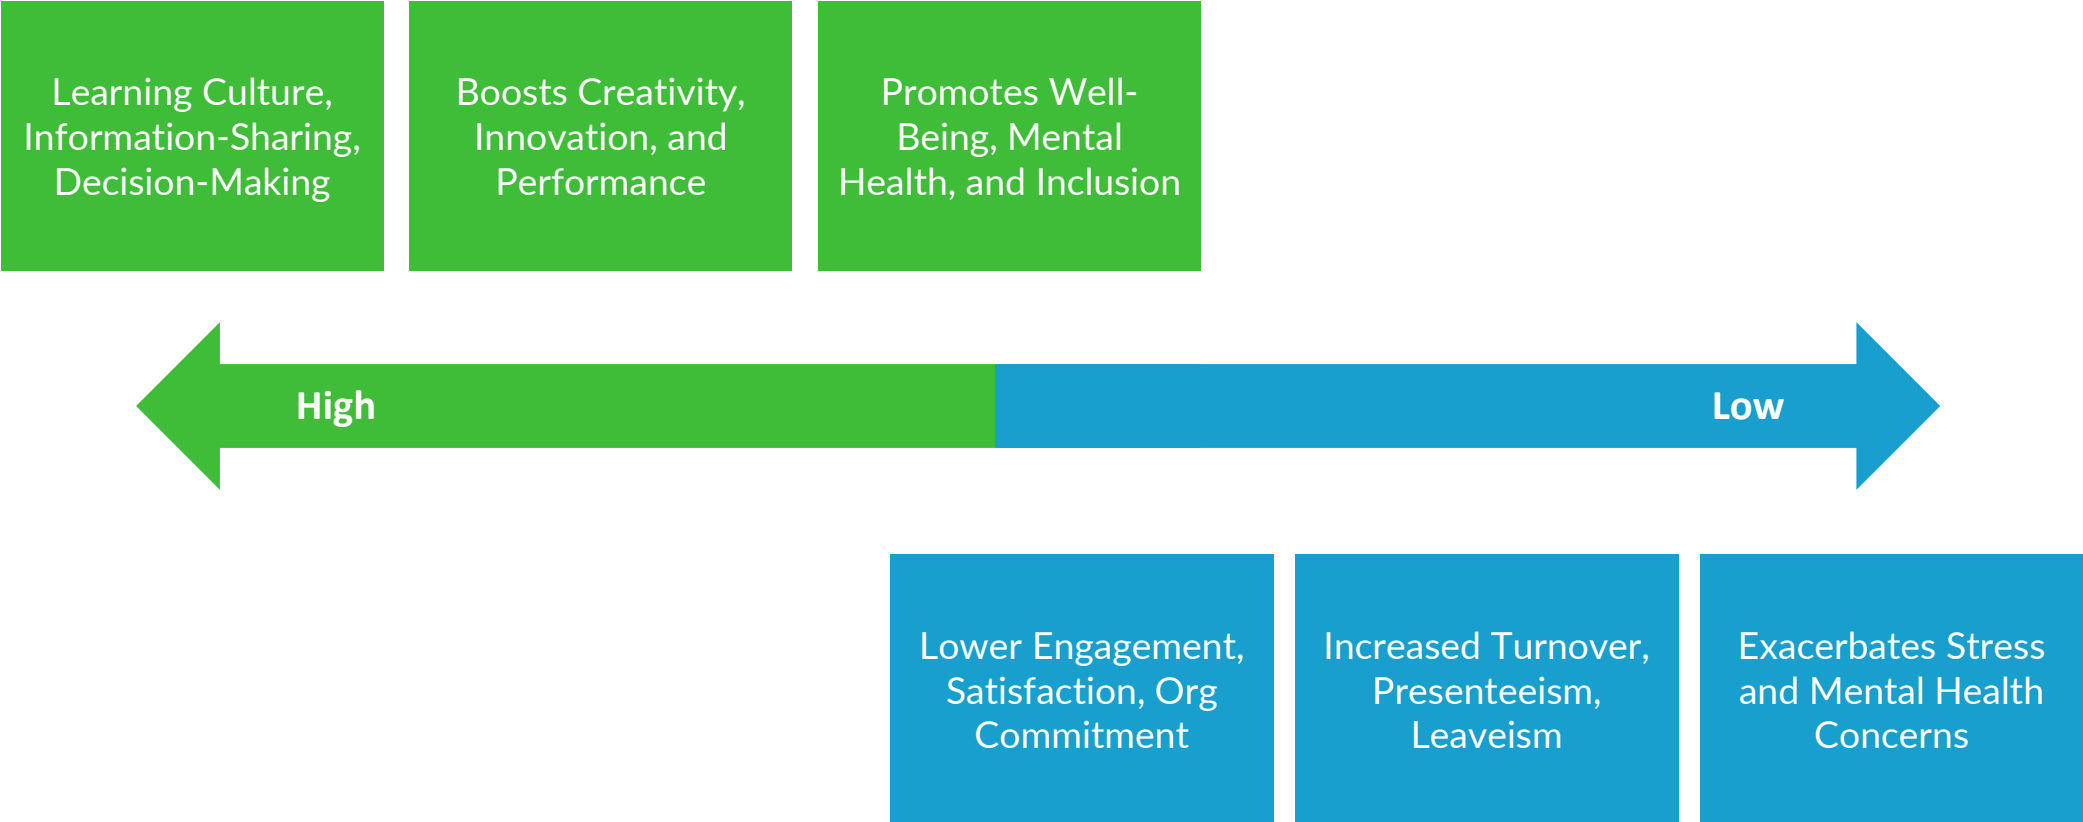 Learning Culture,
Information-Sharing,
Decision-Making
Boosts Creativity,
Innovation, and
Performance
Promotes Well-
Being, Mental
Health, and Inclusion
High
Low
Lower Engagement,
Satisfaction, Org
Commitment
Increased Turnover,
Presenteeism,
Leaveism
Exacerbates Stress
and Mental Health
Concerns